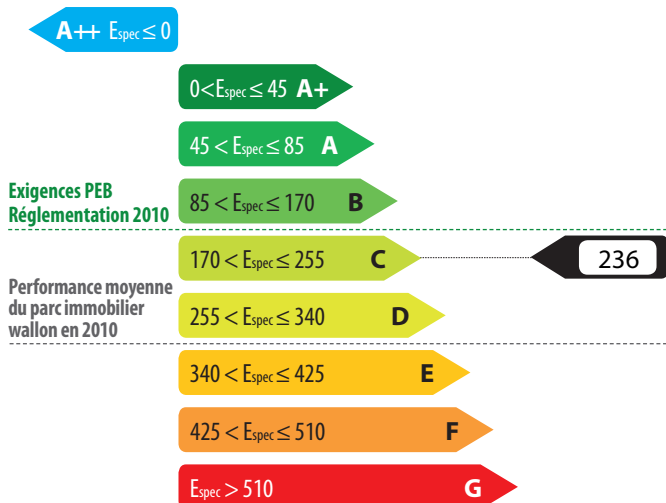 A++ Espec ≤ 0
0<Espec ≤ 45 A+
45 < Espec ≤ 85 A
Exigences PEB
Réglementation 2010
85 < Espec ≤ 170 B
170 < Espec ≤ 255 C
236
Performance moyenne
du parc immobilier
wallon en 2010
255 < Espec ≤ 340 D
340 < Espec ≤ 425 E
425 < Espec ≤ 510 F
Espec > 510 G